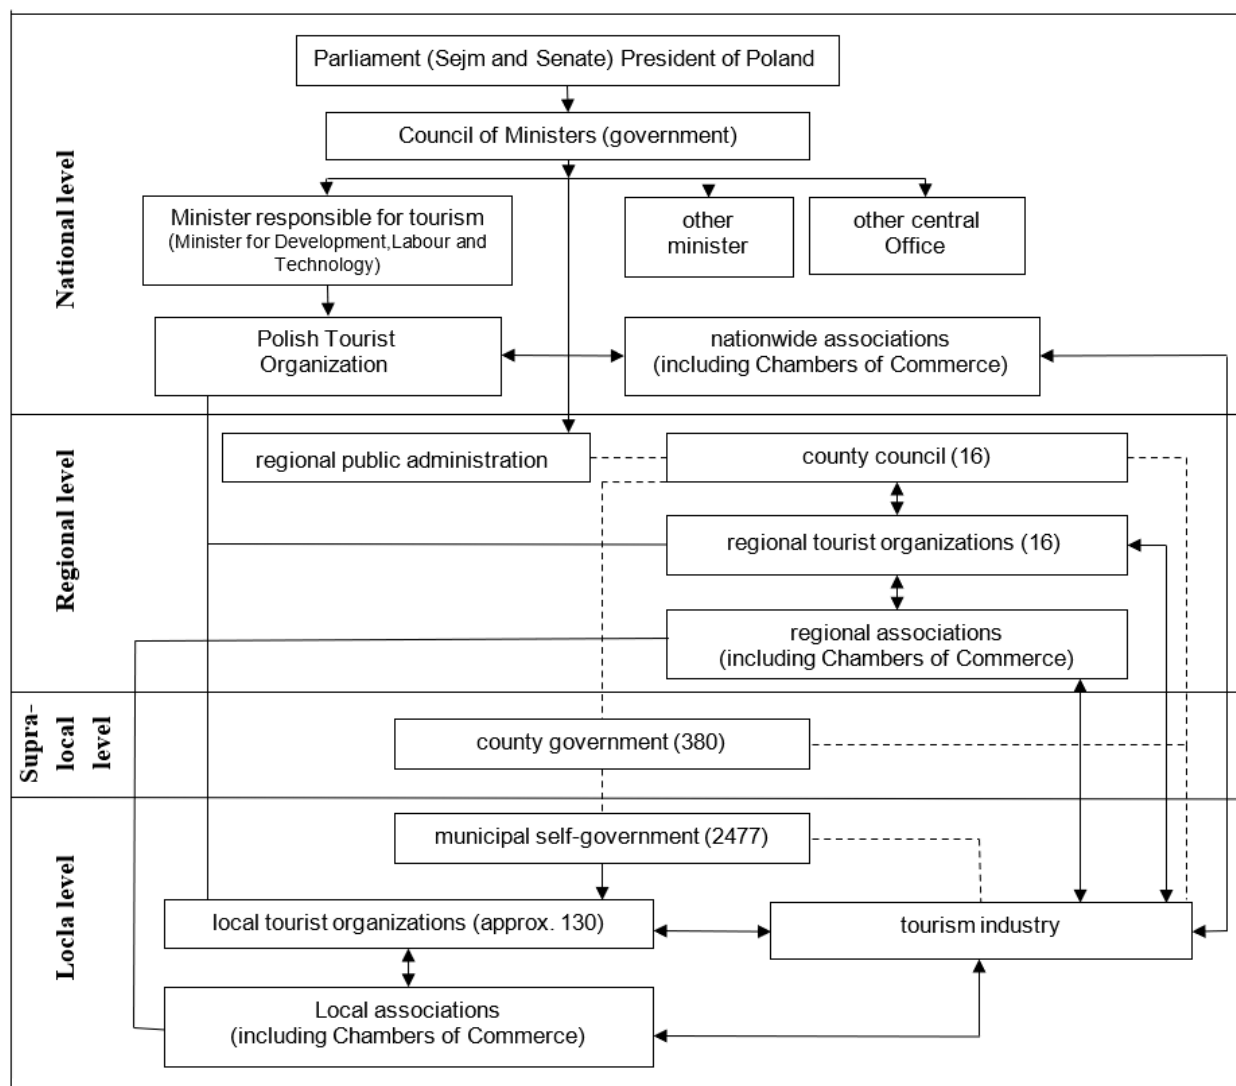 National level
Parliament (Sejm and Senate) President of Poland
Council of Ministers (government)
Minister responsible for tourism
(Minister for Development,Labour and
Technology)
other
minister
other central
Office
Polish Tourist
Organization
nationwide associations
(including Chambers of Commerce)
Regional level
regional public administration
county council (16)
regional tourist organizations (16)
regional associations
(including Chambers of Commerce)
Supra-
local
level
county government (380)
Locla level
municipal self-government (2477)
local tourist organizations (approx. 130)
tourism industry
Local associations
(including Chambers of Commerce)